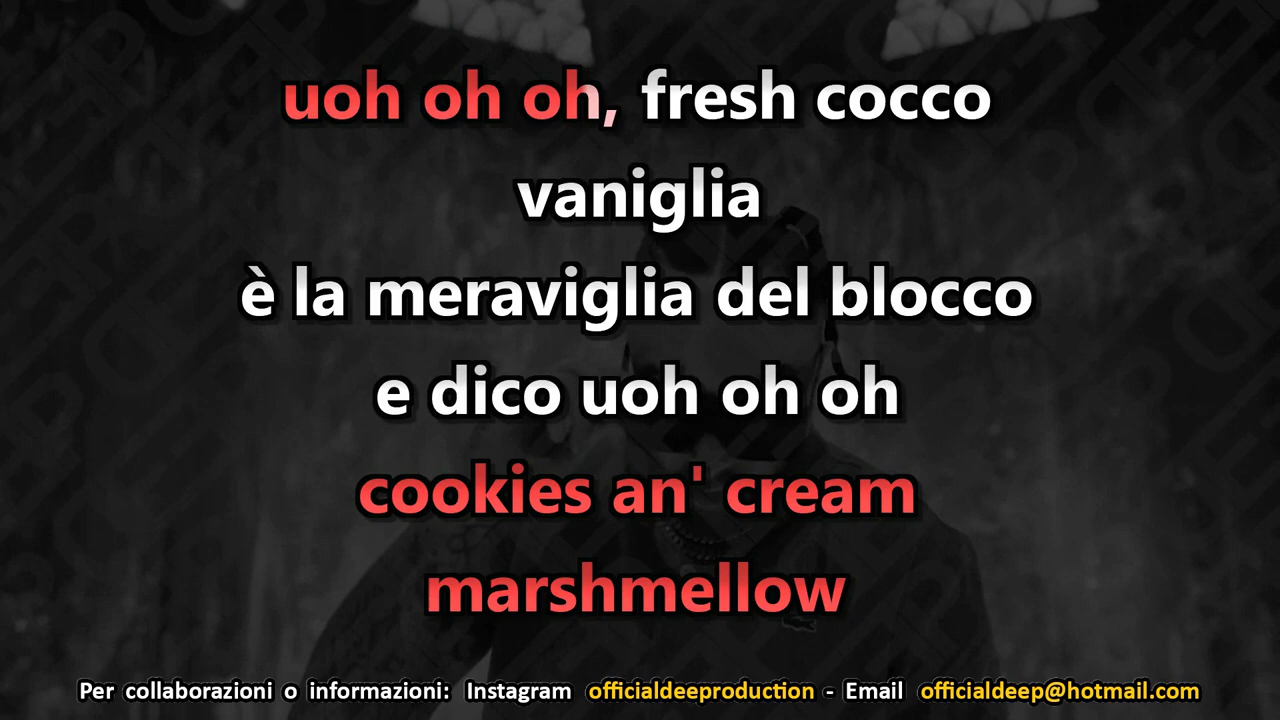 uoh oh oh, fresh cocco
vaniglia
è la meraviglia del blocco
e dico uoh oh oh
cookies an' cream
marshmellow
Per collaborazioni o informazioni: Instagram officialdeeproduction - Email officialdeep@hotmail.com